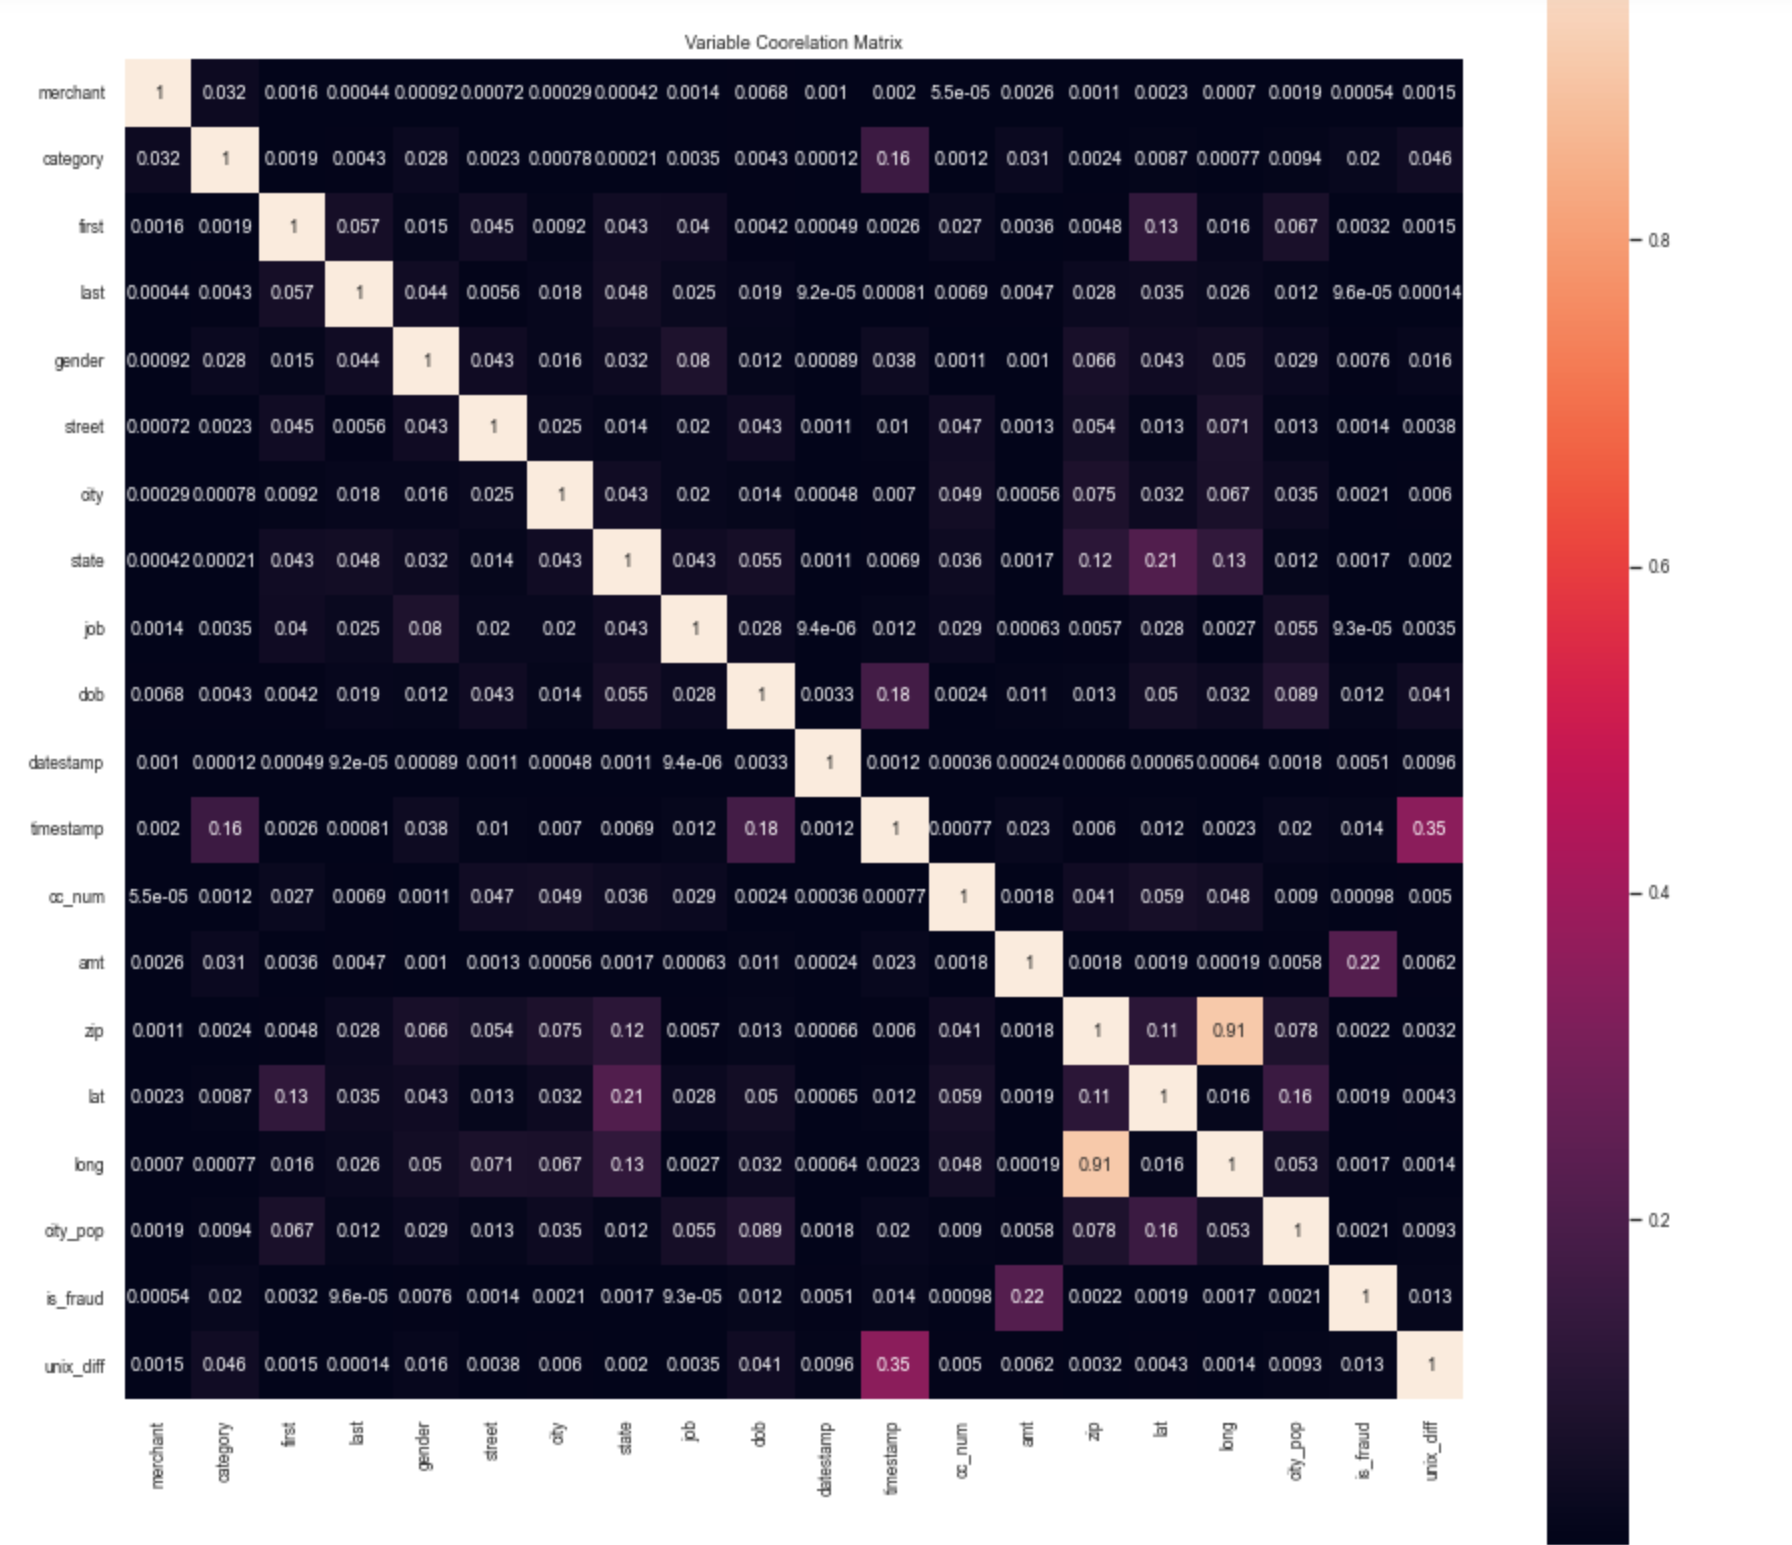 Variable Coorelation Matrix
merchant 1 0.032 0.0016 0.00044 0.00092 0.00072 0.00029 0.00042 0.0014 0.0068 0.001 0.002 5.5e-05 0.0026 0.0011 0.0023 0.0007 0.0019 0.00054 0.0015
category 0.032 1 0.0019 0.0043 0.028 0.0023 0.00078 0.00021 0.0035 0.0043 0.00012 0.16 0.0012 0.031 0.0024 0.0087 0.00077 0.0094 0.02 0.046
first 0.0016 0.0019 1 0.057 0.015 0.045 0.0092 0.043 0.04 0.0042 0.00049 0.0026 0.027 0.0036 0.0048 0.13 0.016 0.067 0.0032 0.0015
0.8
last 0.00044 0.0043 0.057 1 0.044 0.0056 0.018 0.048 0.025 0.019 9.2e-05 0.00081 0.0069 0.0047 0.028 0.035 0.026 0.012 9.6e-05 0.00014
gender 0.00092 0.028 0.015 0.044 1 0.043 0.016 0.032 0.08 0.012 0.00089 0.038 0.0011 0.001 0.066 0.043 0.05 0.029 0.0076 0.016
street 0.00072 0.0023 0.045 0.0056 0.043 1 0.025 0.014 0.02 0.043 0.0011 0.01 0.047 0.0013 0.054 0.013 0.071 0.013 0.0014 0.0038
city 0.00029 0.00078 0.0092 0.018 0.016 0.025 1 0.043 0.02 0.014 0.00048 0.007 0.049 0.00056 0.075 0.032 0.067 0.035 0.0021 0.006
state 0.00042 0.00021 0.043 0.048 0.032 0.014 0.043 1 0.043 0.055 0.0011 0.0069 0.036 0.0017 0.12 0.21 0.13 0.012 0.0017 0.002
0.6
job 0.0014 0.0035 0.04 0.025 0.08 0.02 0.02 0.043 1 0.028 9.4e-06 0.012 0.029 0.00063 0.0057 0.028 0.0027 0.055 9.3e-05 0.0035
dob 0.0068 0.0043 0.0042 0.019 0.012 0.043 0.014 0.055 0.028 1 0.0033 0.18 0.0024 0.011 0.013 0.05 0.032 0.089 0.012 0.041
datestamp 0.001 0.00012 0.00049 9.2e-05 0.00089 0.0011 0.00048 0.0011 9.4e-06 0.0033 1 0.0012 0.00036 0.00024 0.00066 0.00065 0.00064 0.0018 0.0051 0.0096
timestamp 0.002 0.16 0.0026 0.00081 0.038 0.01 0.007 0.0069 0.012 0.18 0.0012 1 0.00077 0.023 0.006 0.012 0.0023 0.02 0.014 0.35
cc_num 5.5e-05 0.0012 0.027 0.0069 0.0011 0.047 0.049 0.036 0.029 0.0024 0.00036 0.00077 1 0.0018 0.041 0.059 0.048 0.009 0.00098 0.005
0.4
amt 0.0026 0.031 0.0036 0.0047 0.001 0.0013 0.00056 0.0017 0.00063 0.011 0.00024 0.023 0.0018 1 0.0018 0.0019 0.00019 0.0058 0.22 0.0062
zip 0.0011 0.0024 0.0048 0.028 0.066 0.054 0.075 0.12 0.0057 0.013 0.00066 0.006 0.041 0.0018 1 0.11 0.91 0.078 0.0022 0.0032
lat 0.0023 0.0087 0.13 0.035 0.043 0.013 0.032 0.21 0.028 0.05 0.00065 0.012 0.059 0.0019 0.11 1 0.016 0.16 0.0019 0.0043
long 0.0007 0.00077 0.016 0.026 0.05 0.071 0.067 0.13 0.0027 0.032 0.00064 0.0023 0.048 0.00019 0.91 0.016 1 0.053 0.0017 0.0014
city_pop 0.0019 0.0094 0.067 0.012 0.029 0.013 0.035 0.012 0.055 0.089 0.0018 0.02 0.009 0.0058 0.078 0.16 0.053 1 0.0021 0.0093
0.2
is_fraud 0.00054 0.02 0.0032 9.6e-05 0.0076 0.0014 0.0021 0.0017 9.3e-05 0.012 0.0051 0.014 0.00098 0.22 0.0022 0.0019 0.0017 0.0021 1 0.013
unix_diff 0.0015 0.046 0.0015 0.00014 0.016 0.0038 0.006 0.002 0.0035 0.041 0.0096 0.35 0.005 0.0062 0.0032 0.0043 0.0014 0.0093 0.013 1
merchant category first last gender street city state job dob datestamp timestamp cc_num amt zip lat long city_pop is_fraud unix_diff